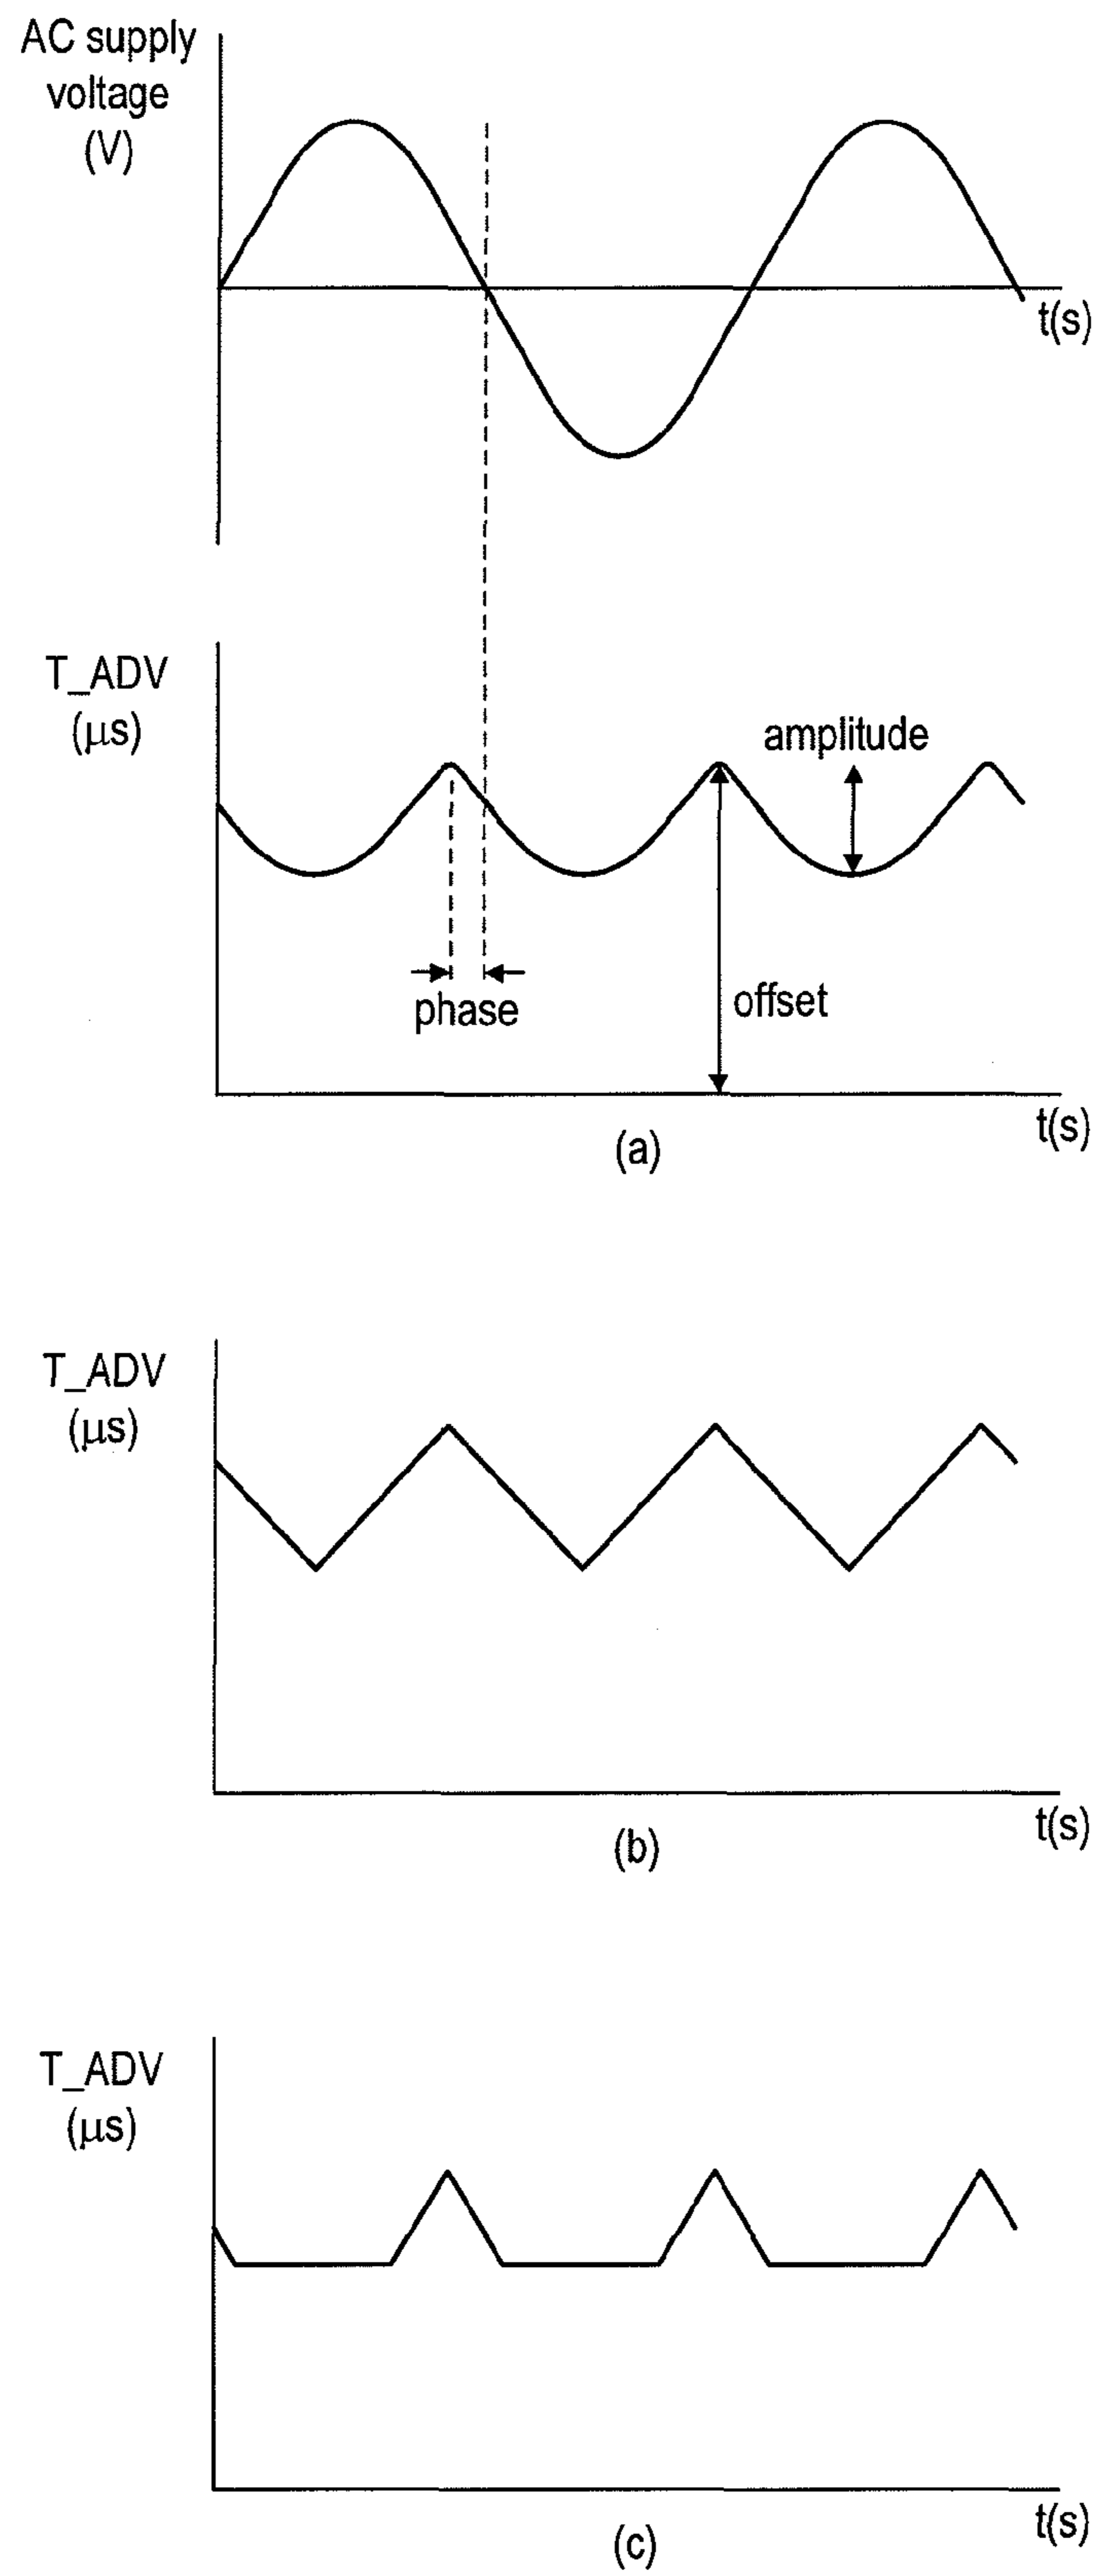 AC supply
voltage
(V)
t(s)
T_ADV
(μs)
amplitude
phase
offset
t(s)
(a)
T_ADV
(μs)
t(s)
(b)
T_ADV
(μs)
t(s)
(c)